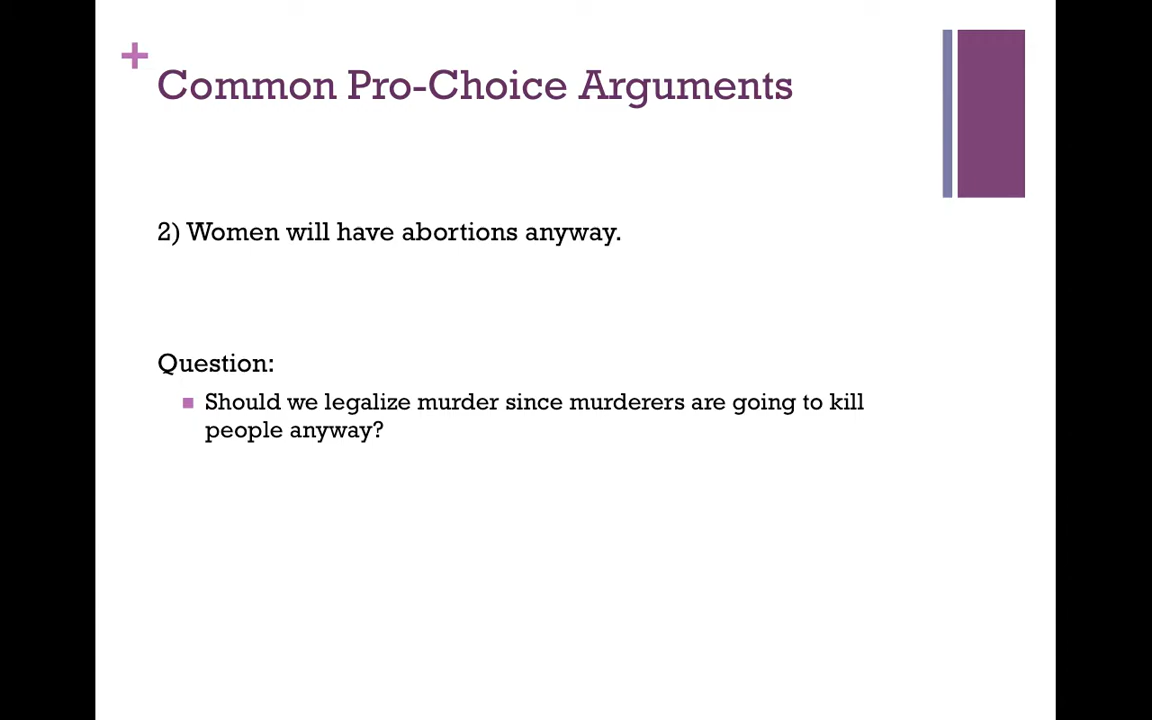 +
Common Pro-Choice Arguments
2) Women will have abortions anyway.
Question:
■ Should we legalize murder since murderers are going to kill
people anyway?